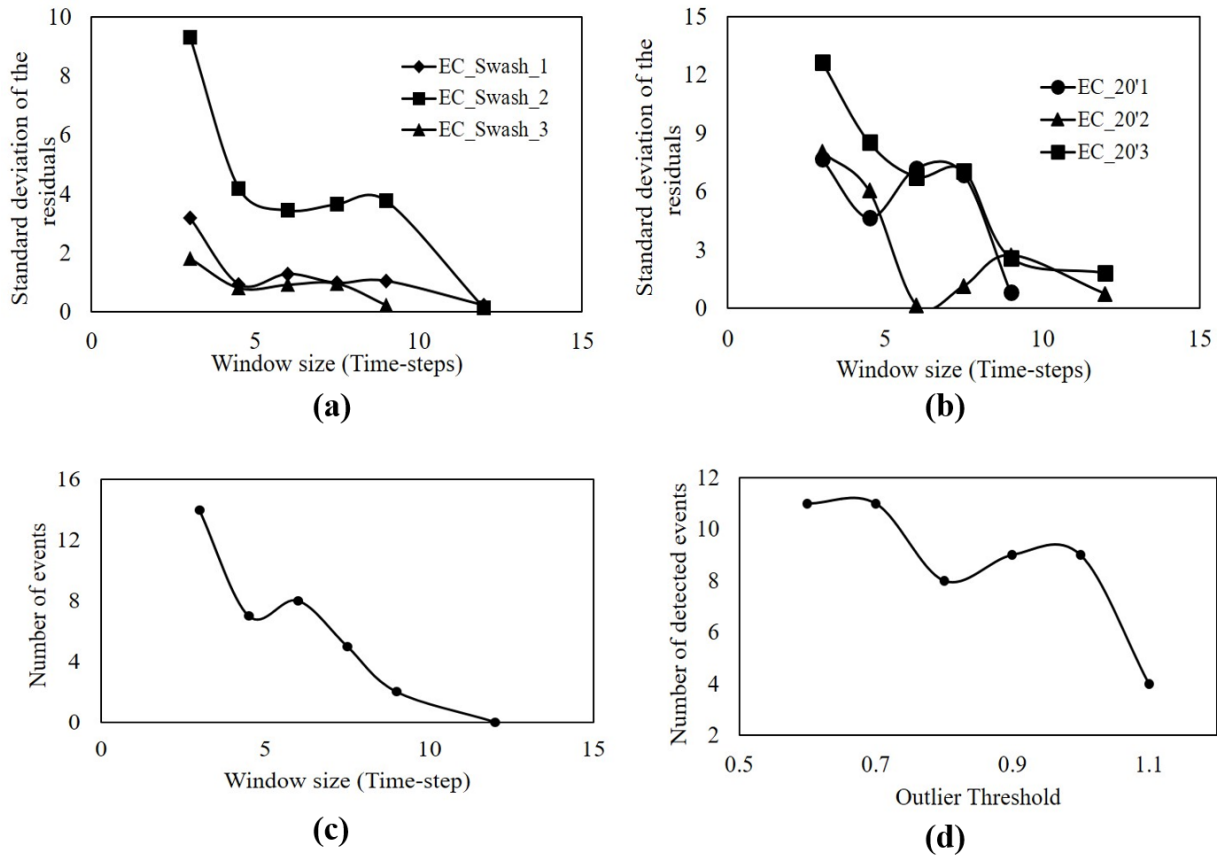 Standard deviation of the
residuals
10
8
6
4
2
0
0
5
10
15
EC_Swash_1
EC_Swash_2
EC_Swash_3
Window size (Time-steps)
(a)
Standard deviation of the
residuals
15
12
9
6
3
0
0
5
10
15
EC_20'1
EC_20'2
EC_20'3
Window size (Time-steps)
(b)
Number of events
16
12
8
4
0
0
5
10
15
Window size (Time-step)
(c)
Number of detected events
12
10
8
6
4
2
0.5
0.7
0.9
1.1
Outlier Threshold
(d)